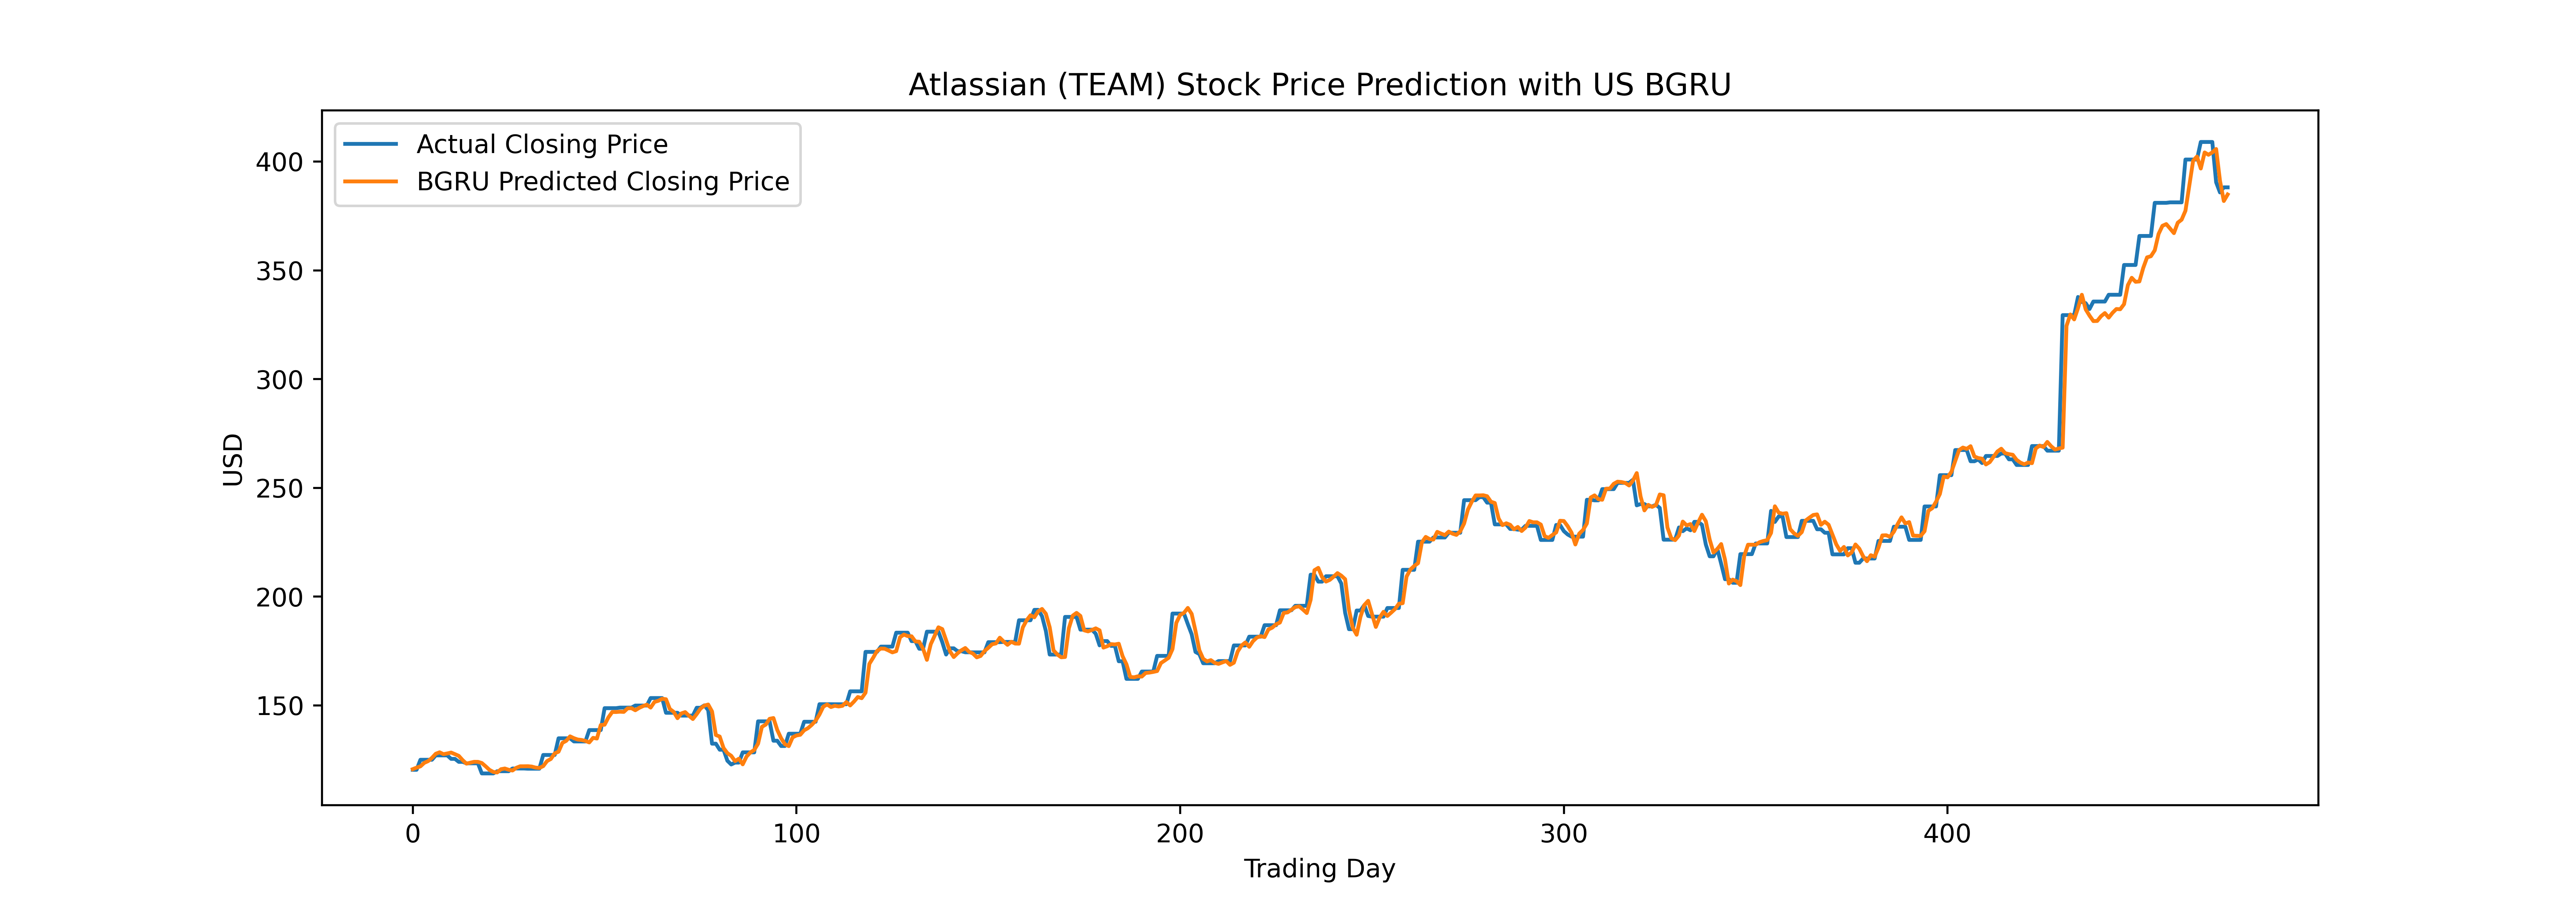 Atlassian (TEAM) Stock Price Prediction with US BGRU
Actual Closing Price
BGRU Predicted Closing Price
400
350
300
250
200
150
USD
0
100
200
300
400
Trading Day